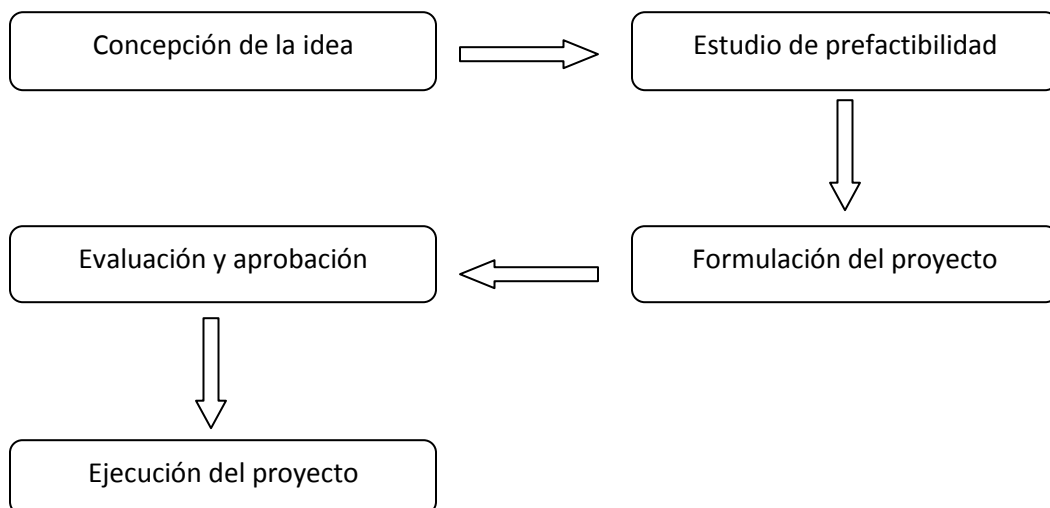 Concepción de la idea
Estudio de prefactibilidad
Formulación del proyecto
Evaluación y aprobación
Ejecución del proyecto